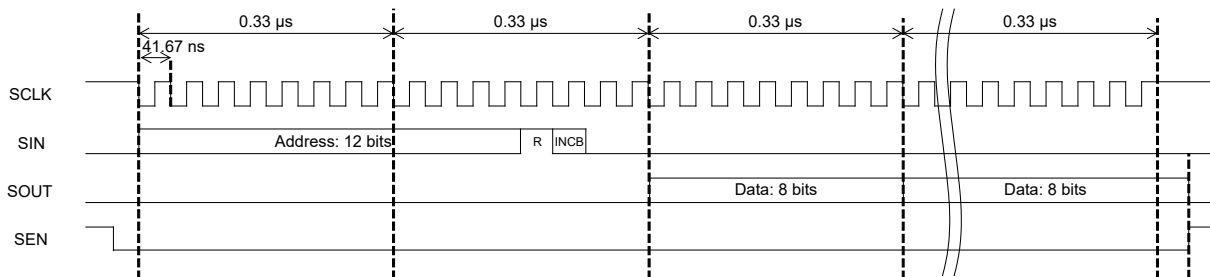 0.33 µs 0.33 µs 0.33 µs 0.33 µs
41.67 ns
SCLK
SIN Address: 12 bits R INCB
SOUT Data: 8 bits Data: 8 bits
SEN